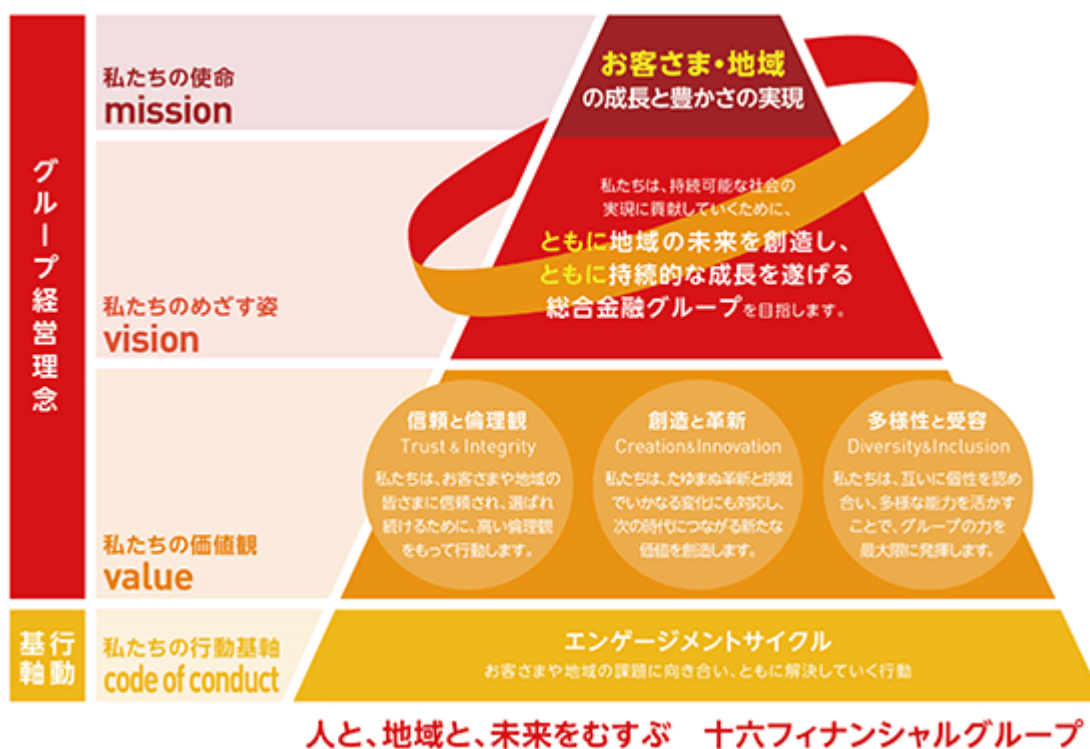 グループ経営理念
私たちの使命
mission
お客さま・地域
の成長と豊かさの実現
私たちのめざす姿
vision
私たちは、持続可能な社会の
実現に貢献していくために、
ともに地域の未来を創造し、
ともに持続的な成長を遂げる
総合金融グループを目指します。
私たちの価値観
value
信頼と倫理観
Trust & Integrity
私たちは、お客さまや地域の
皆さまに信頼され、選ばれ
続けるために、高い倫理観
をもって行動します。
創造と革新
Creation&Innovation
私たちは、たゆまぬ革新と挑戦
でいかなる変化にも対応し、
次の時代につながる新たな
価値を創造します。
多様性と受容
Diversity&Inclusion
私たちは、互いに個性を認め
合い、多様な能力を活かす
ことで、グループの力を
最大限に発揮します。
行動
基軸
私たちの行動基軸
code of conduct
エンゲージメントサイクル
お客さまや地域の課題に向き合い、ともに解決していく行動
人と、地域と、未来をむすぶ 十六フィナンシャルグループ